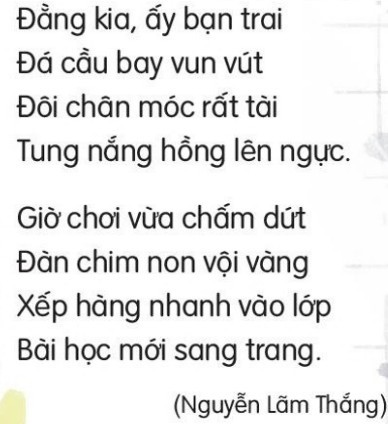 Đằng kia, ấy bạn trai
Đá cầu bay vun vút
Đôi chân móc rất tài
Tung nắng hồng lên ngực.
Giờ chơi vừa chấm dứt
Đàn chim non vội vàng
Xếp hàng nhanh vào lớp
Bài học mới sang trang.
(Nguyễn Lãm Thắng)